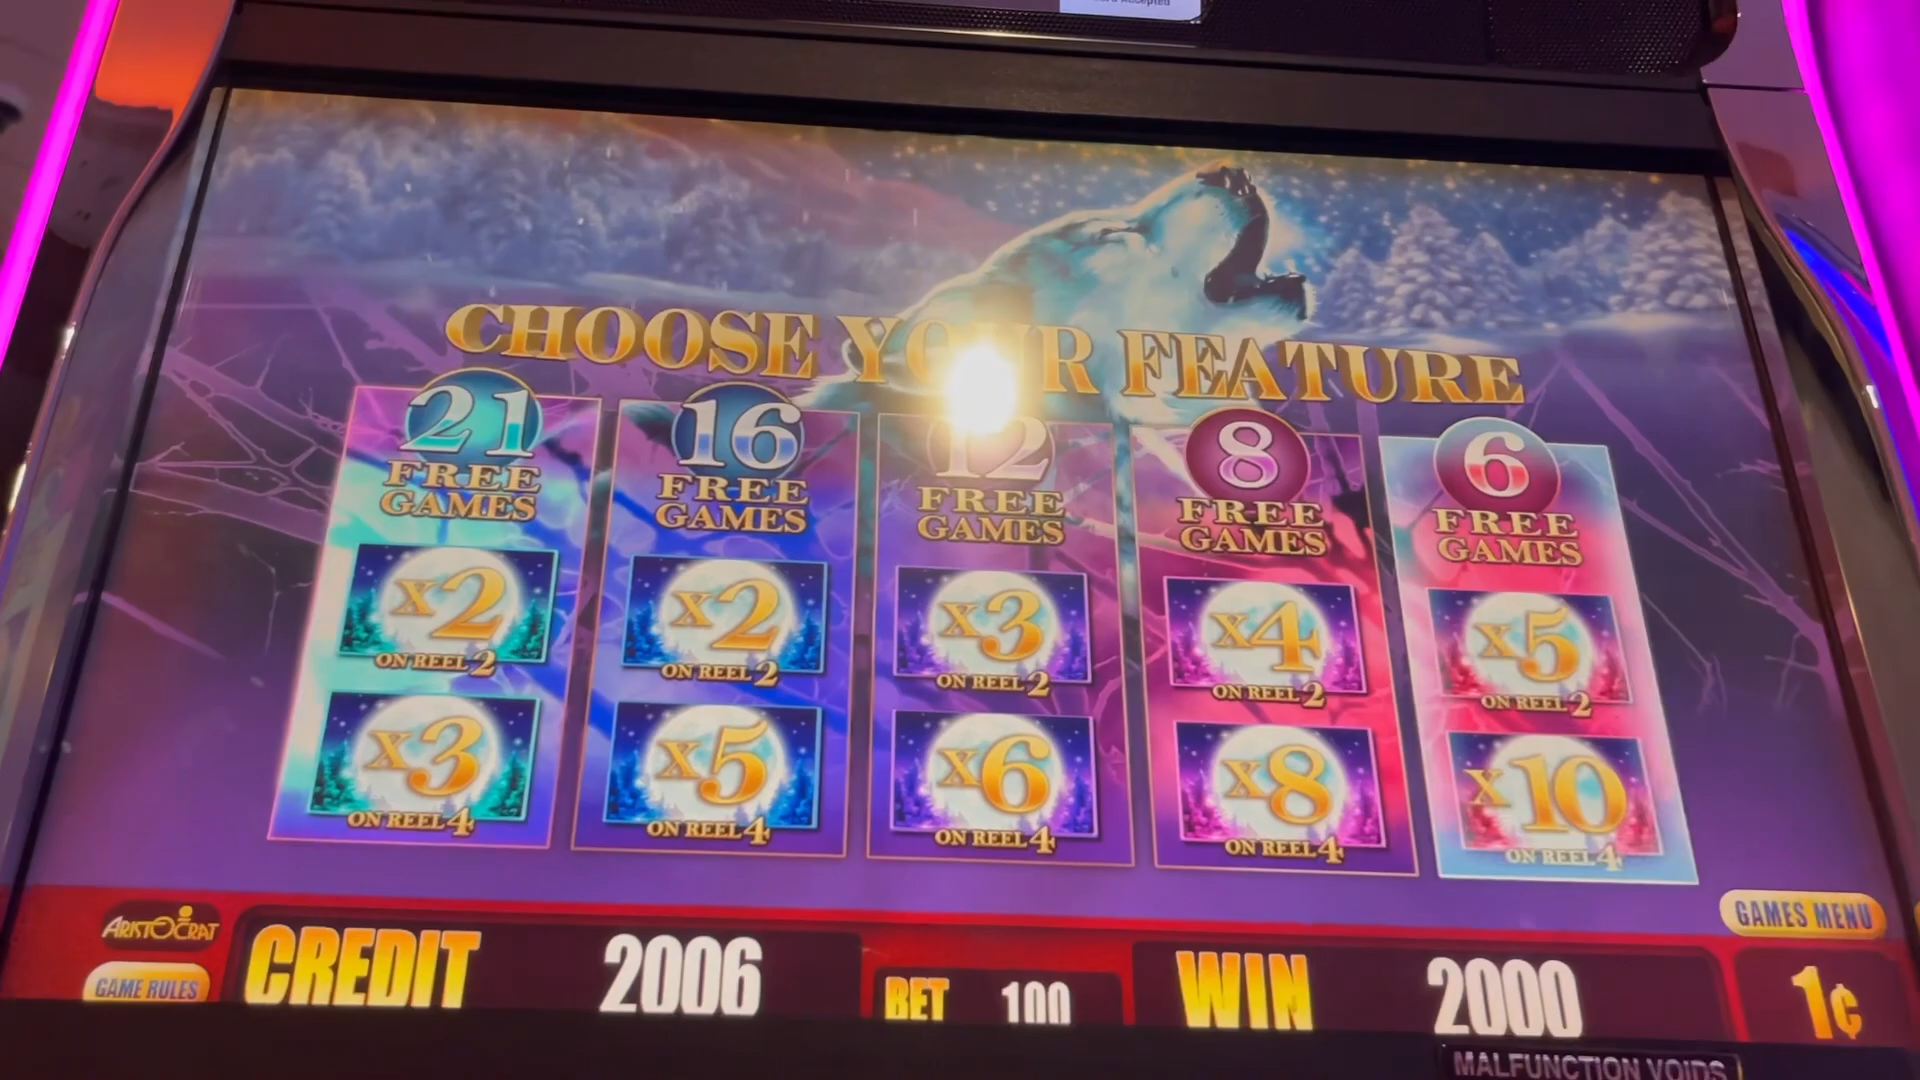 Accepted
CHOOSE YOUR FEATURE
21
FREE
GAMES
X2
ON REEL 2
X3
ON REEL 4
16
FREE
GAMES
X2
ON REEL 2
X5
ON REEL 4
12
FREE
GAMES
X3
ON REEL 2
X6
ON REEL 4
8
FREE
GAMES
X4
ON REEL 2
X8
ON REEL 4
6
FREE
GAMES
X5
ON REEL 2
X10
ON REEL 4
GAMES MENU
ARISTOCRAT
GAME RULES
CREDIT 2006
BET 100
WIN 2000
1¢
MALFUNCTION VOIDS